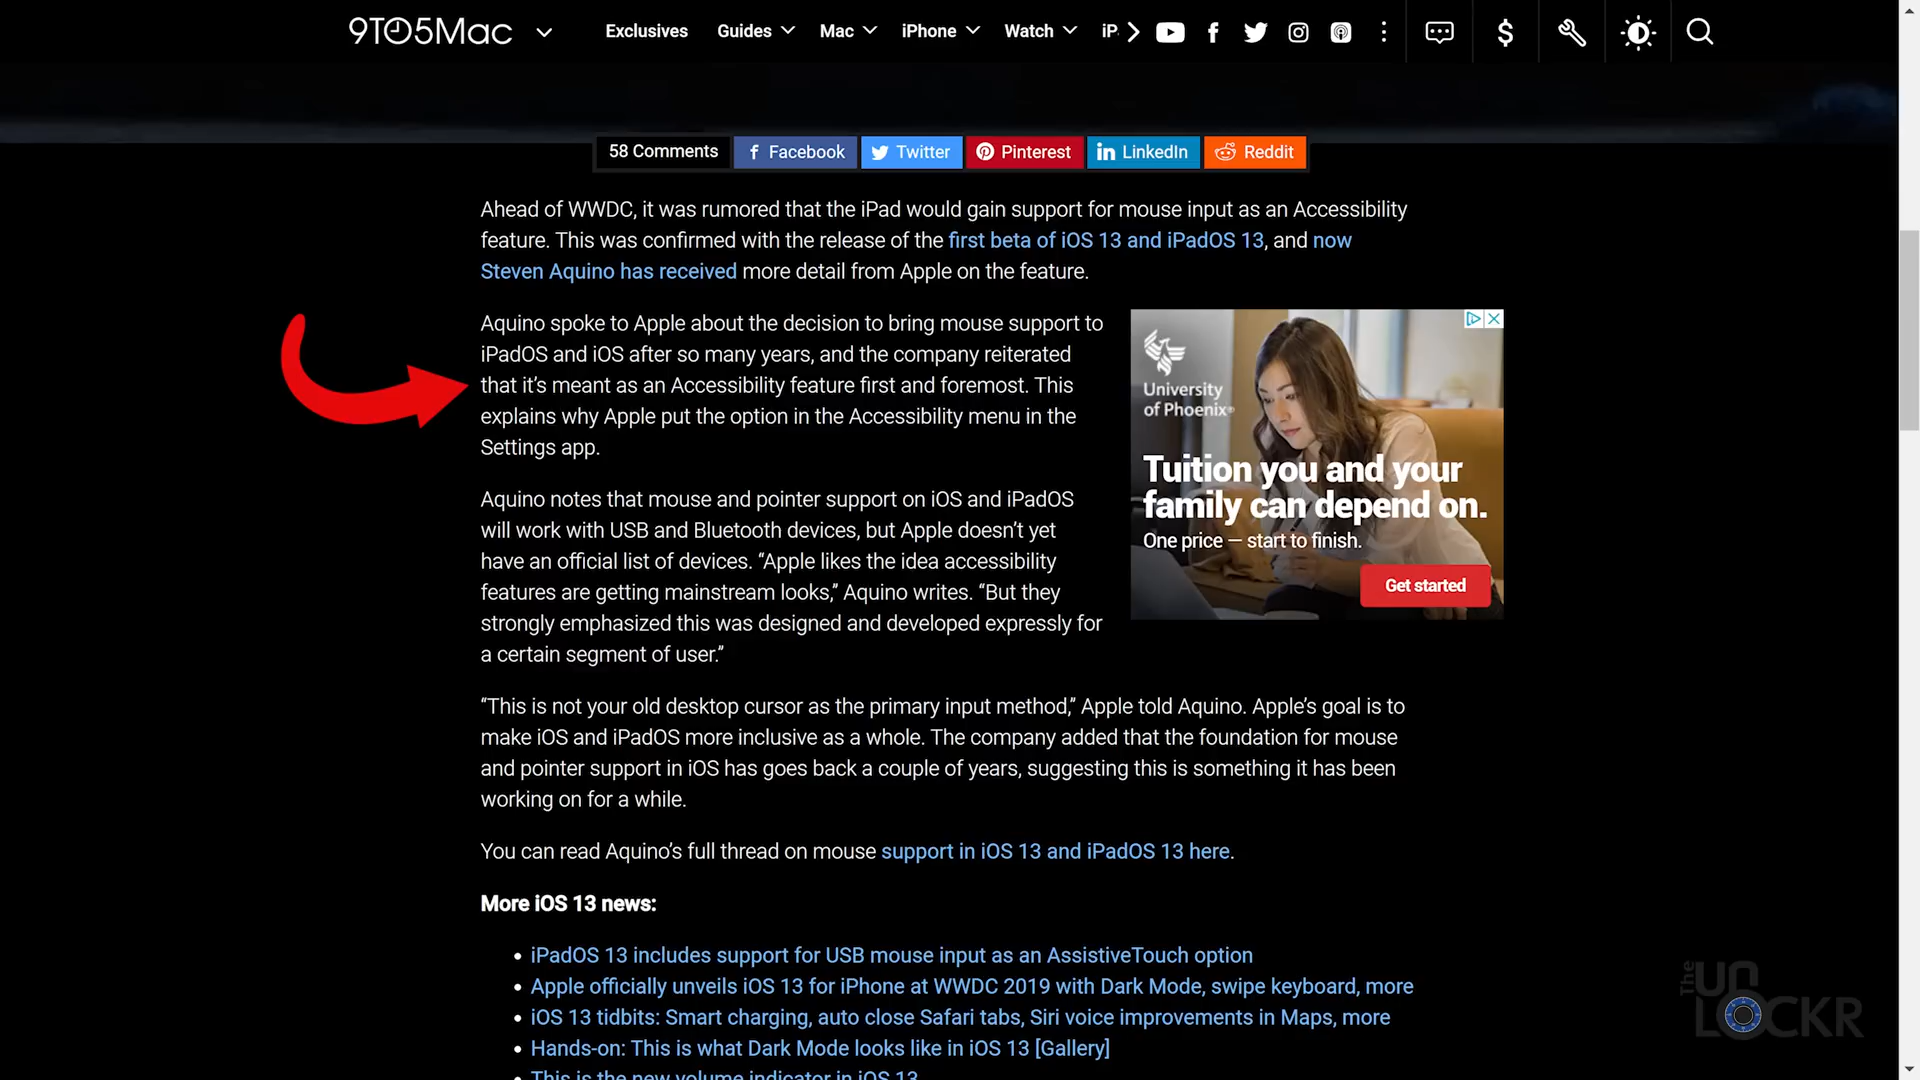 9TO5Mac
Exclusives Guides Mac iPhone Watch iP
58 Comments Facebook Twitter Pinterest LinkedIn Reddit
Ahead of WWDC, it was rumored that the iPad would gain support for mouse input as an Accessibility
feature. This was confirmed with the release of the first beta of iOS 13 and iPadOS 13, and now
Steven Aquino has received more detail from Apple on the feature.
Aquino spoke to Apple about the decision to bring mouse support to
iPadOS and iOS after so many years, and the company reiterated
that it's meant as an Accessibility feature first and foremost. This
explains why Apple put the option in the Accessibility menu in the
Settings app.
Aquino notes that mouse and pointer support on iOS and iPadOS
will work with USB and Bluetooth devices, but Apple doesn't yet
have an official list of devices. “Apple likes the idea accessibility
features are getting mainstream looks,” Aquino writes. “But they
strongly emphasized this was designed and developed expressly for
a certain segment of user.”
University
of Phoenix®
Tuition you and your
family can depend on.
One price — start to finish.
Get started
“This is not your old desktop cursor as the primary input method,” Apple told Aquino. Apple's goal is to
make iOS and iPadOS more inclusive as a whole. The company added that the foundation for mouse
and pointer support in iOS has goes back a couple of years, suggesting this is something it has been
working on for a while.
You can read Aquino's full thread on mouse support in iOS 13 and iPadOS 13 here.
More iOS 13 news:
• iPadOS 13 includes support for USB mouse input as an AssistiveTouch option
• Apple officially unveils iOS 13 for iPhone at WWDC 2019 with Dark Mode, swipe keyboard, more
• iOS 13 tidbits: Smart charging, auto close Safari tabs, Siri voice improvements in Maps, more
• Hands-on: This is what Dark Mode looks like in iOS 13 [Gallery]
• This is the new volume indicator in iOS 13
The
UN
LOCKR